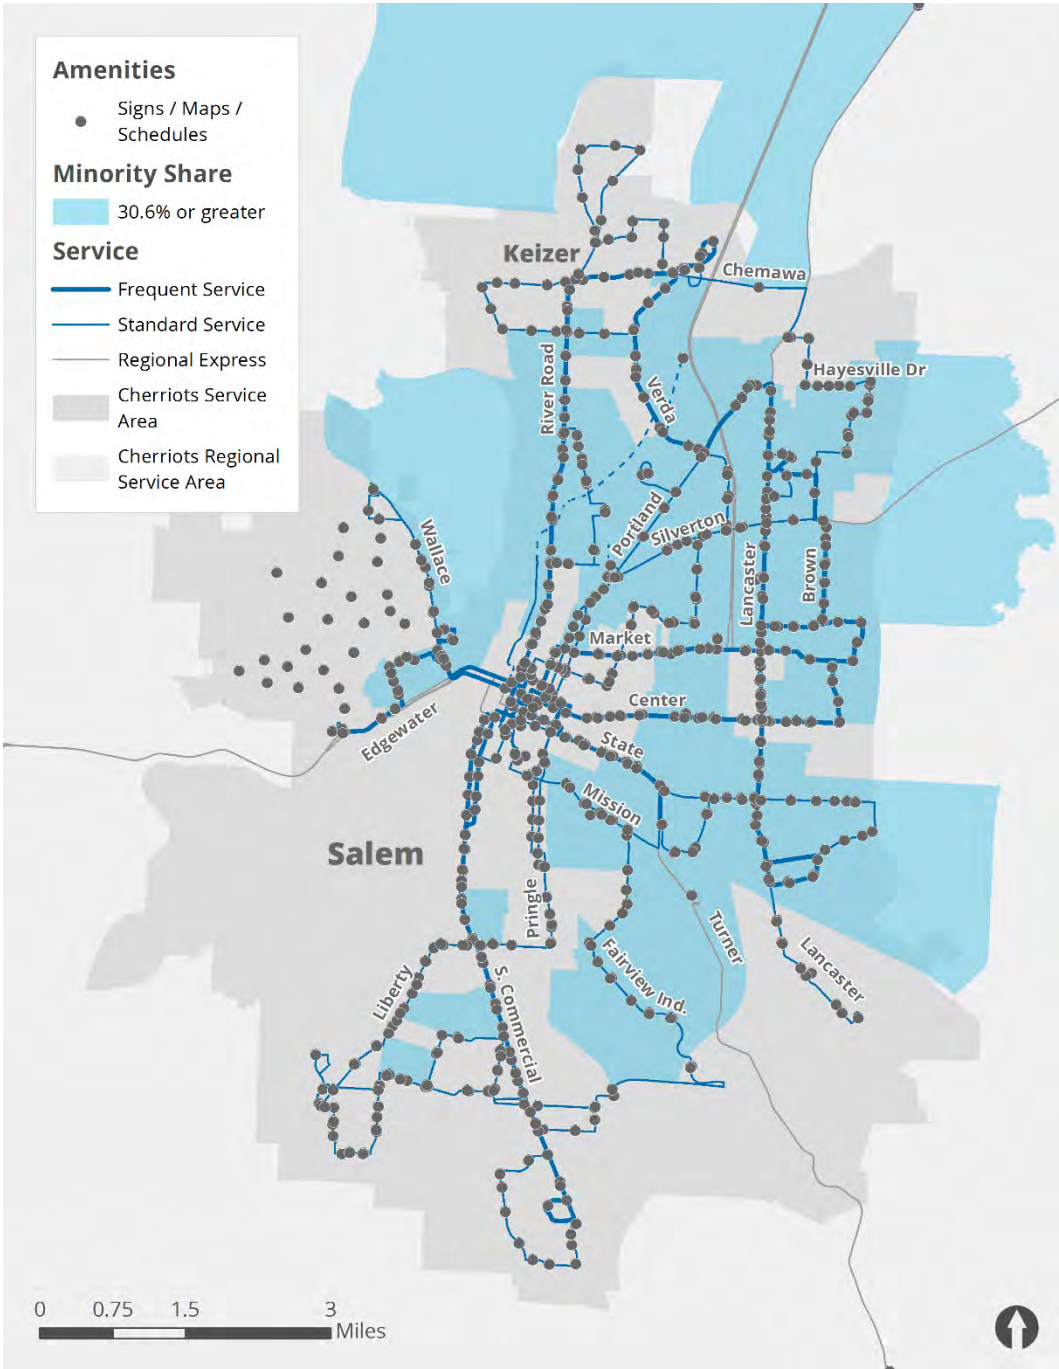 Amenities
Signs / Maps /
Schedules
Minority Share
30.6% or greater
Service
Frequent Service
Standard Service
Regional Express
Cherriots Service
Area
Cherriots Regional
Service Area
Keizer
Chemawa
River Road
Verda
Hayesville Dr
Wallace
Portland
Silverton
Lancaster
Brown
Market
Center
Edgewater
State
Mission
Salem
Pringle
Turner
Lancaster
Fairview Ind.
Liberty
S. Commercial
0 0.75 1.5 3
Miles